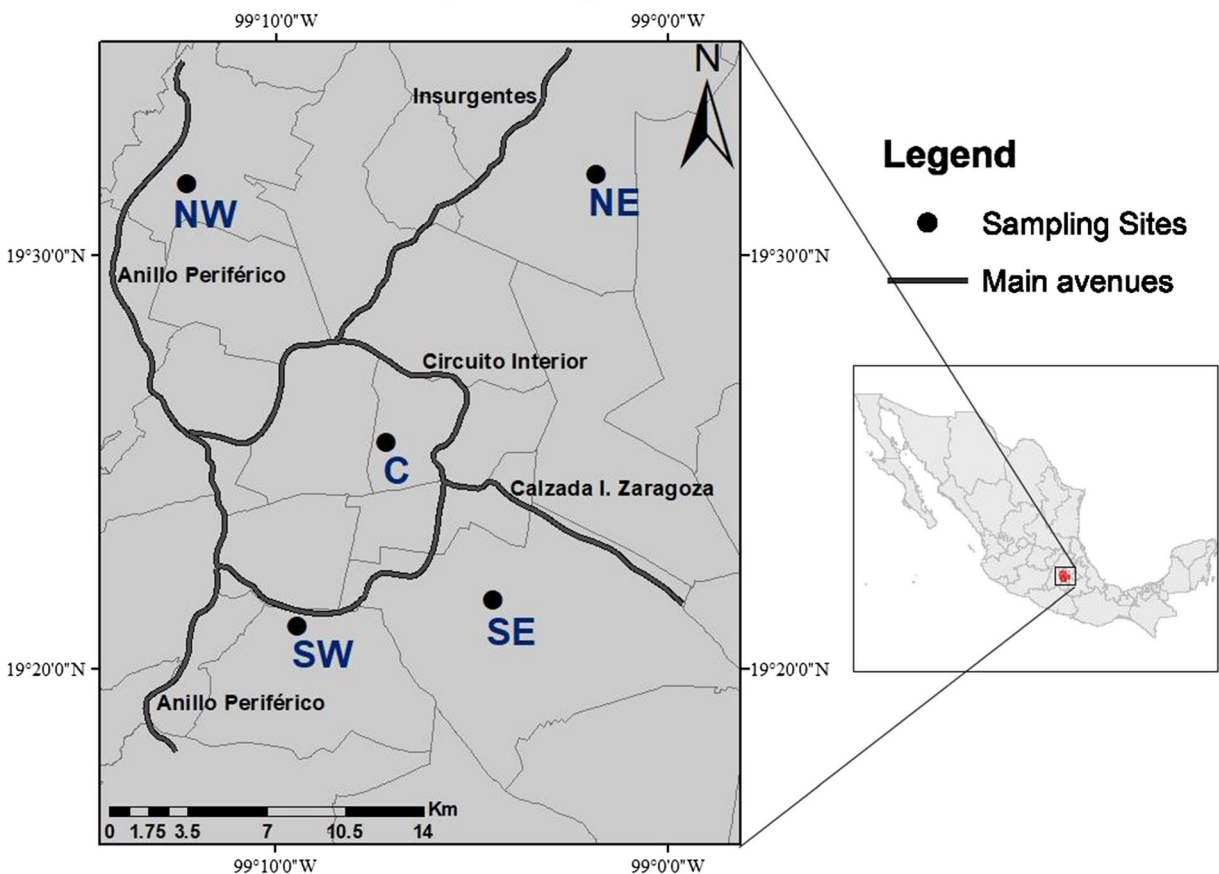 99°10'0"W
99°0'0"W
N
Insurgentes
NW
NE
19°30'0"N
19°30'0"N
Anillo Periférico
Circuito Interior
C
Calzada I. Zaragoza
SE
SW
19°20'0"N
19°20'0"N
Anillo Periférico
Km
0 1.75 3.5 7 10.5 14
99°10'0"W
99°0'0"W
Legend
Sampling Sites
Main avenues